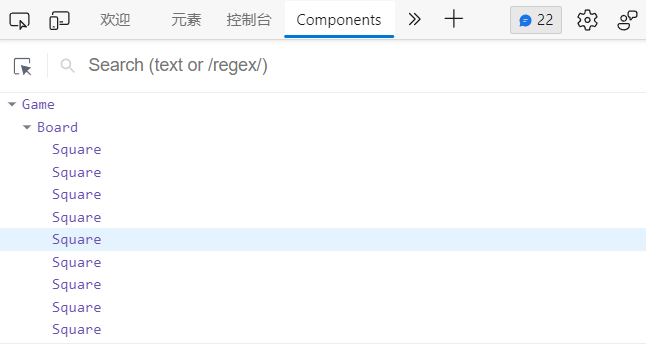 欢迎 元素 控制台 Components 22
Search (text or /regex/)
Game
Board
Square
Square
Square
Square
Square
Square
Square
Square
Square